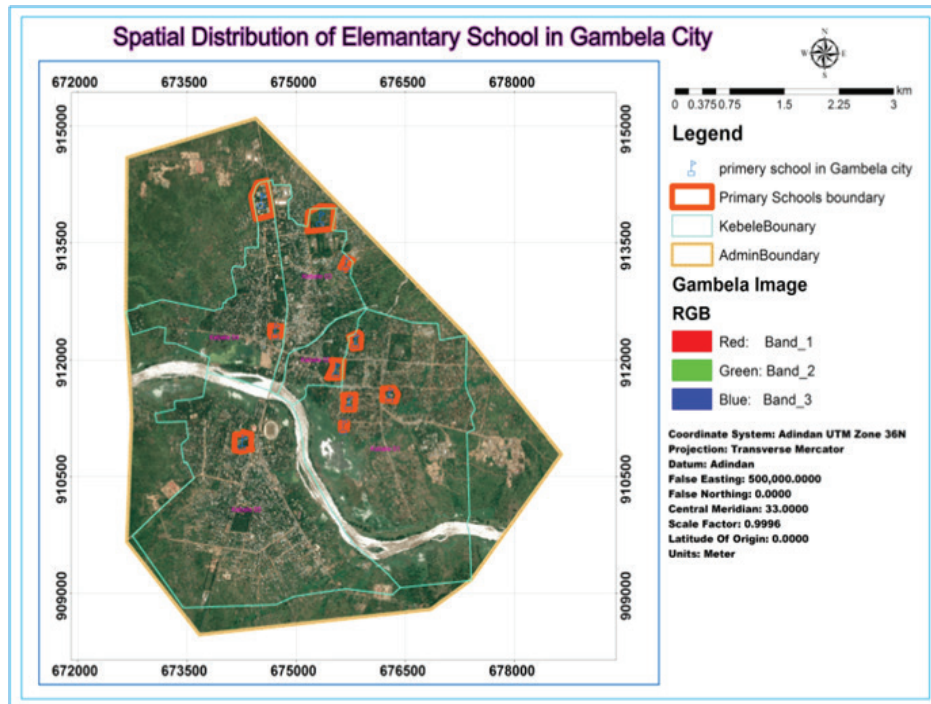 Spatial Distribution of Elemantary School in Gambela City
N
W E
S
0 0.375 0.75 1.5 2.25 3
km
Legend
primery school in Gambela city
Primary Schools boundary
KebeleBounary
AdminBoundary
Gambela Image
RGB
Red: Band_1
Green: Band_2
Blue: Band_3
Coordinate System: Adindan UTM Zone 36N
Projection: Transverse Mercator
Datum: Adindan
False Easting: 500,000.0000
False Northing: 0.0000
Central Meridian: 33.0000
Scale Factor: 0.9996
Latitude Of Origin: 0.0000
Units: Meter
672000 673500 675000 676500 678000
915000 915000
913500 913500
912000 912000
910500 910500
909000 909000
672000 673500 675000 676500 678000